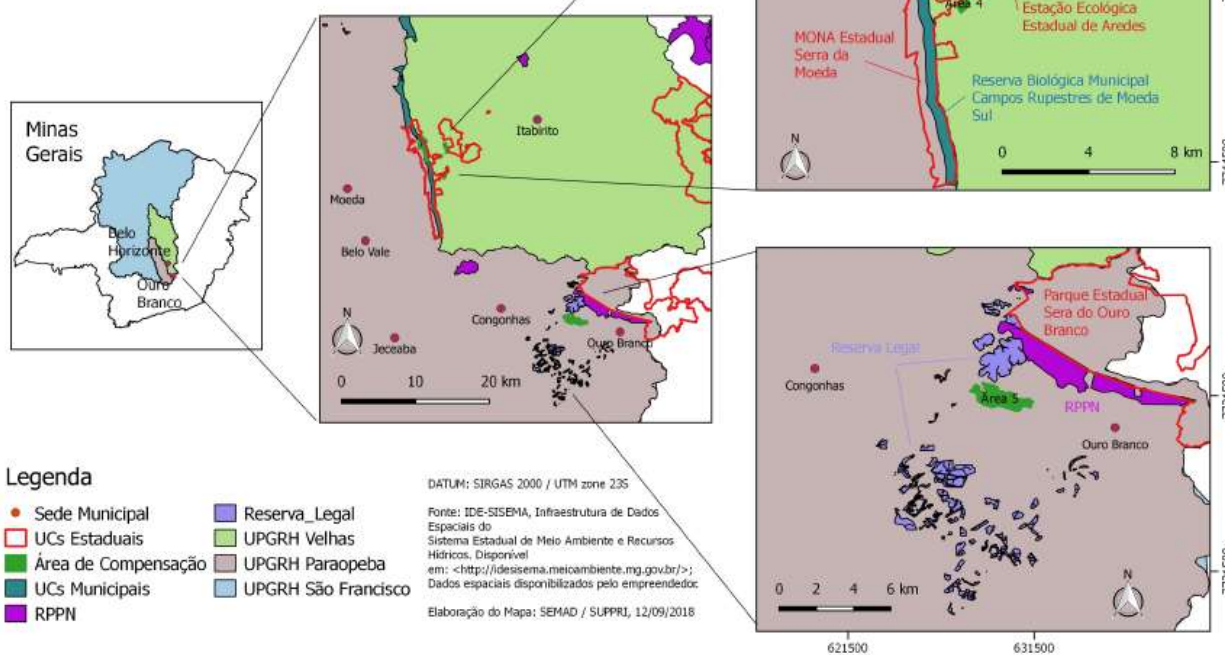 Minas
Gerais
Belo
Horizonte
Ouro
Branco
Itabirito
Moeda
Belo Vale
Congonhas
Jeceaba
Ouro Branco
N
0 10 20 km
Área 4
Estação Ecológica
Estadual de Aredes
MONA Estadual
Serra da
Moeda
Reserva Biológica Municipal
Campos Rupestres de Moeda
Sul
N
0 4 8 km
Parque Estadual
Sera do Ouro
Branco
Reserva Legal
Congonhas
Área 5
RPPN
Ouro Branco
N
0 2 4 6 km
621500 631500
Legenda
Sede Municipal
UCs Estaduais
Área de Compensação
UCs Municipais
RPPN
Reserva_Legal
UPGRH Velhas
UPGRH Paraopeba
UPGRH São Francisco
DATUM: SIRGAS 2000 / UTM zone 23S
Fonte: IDE-SISEMA, Infraestrutura de Dados
Espaciais do
Sistema Estadual de Meio Ambiente e Recursos
Hídricos. Disponível
em: <http://idesisema.meioambiente.mg.gov.br/>;
Dados espaciais disponibilizados pelo empreendedor.
Elaboração do Mapa: SEMAD / SUPPRI, 12/09/2018